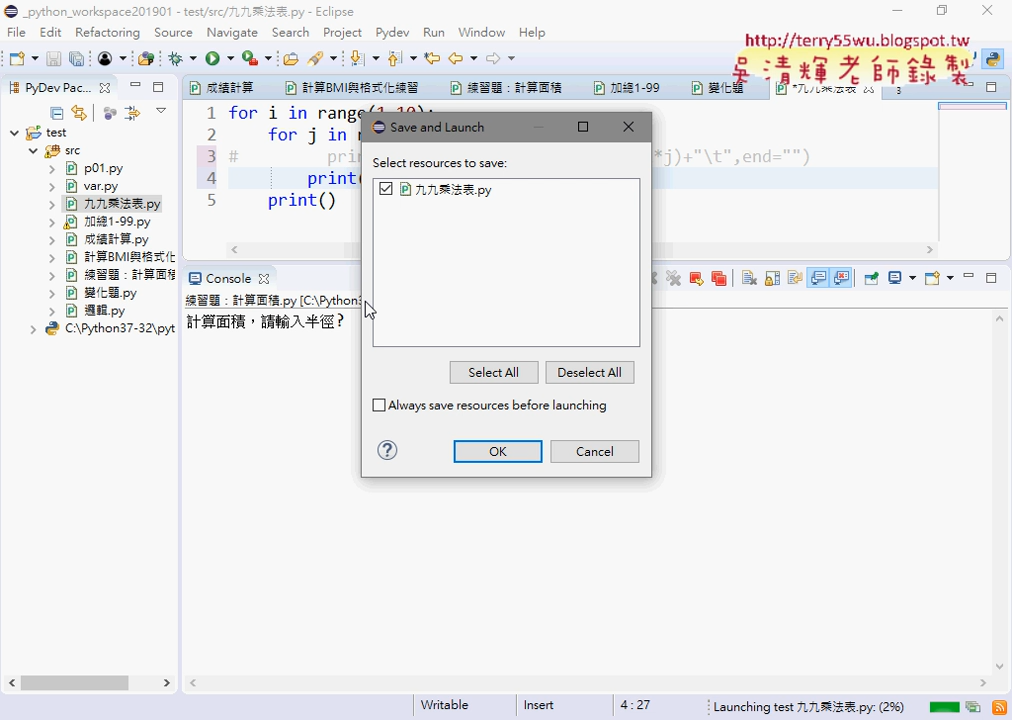 _python_workspace201901 - test/src/九九乘法表.py - Eclipse
File Edit Refactoring Source Navigate Search Project Pydev Run Window Help
http://terry55wu.blogspot.tw
吳清輝老師錄製
PyDev Pac...
成績計算
計算BMI與格式化練習
練習題：計算面積
加總1-99
變化題
*九九乘法表
test
src
p01.py
var.py
九九乘法表.py
加總1-99.py
成績計算.py
計算BMI與格式化
練習題：計算面積
變化題.py
邏輯.py
C:\Python37-32\pyt
1 for i in range(1,10):
2 for j in
3 # prin *j)+"\t",end="")
4 print(
5 print()
Console
練習題：計算面積.py [C:\Python3
計算面積，請輸入半徑?
Save and Launch
Select resources to save:
九九乘法表.py
Select All
Deselect All
Always save resources before launching
OK
Cancel
Writable
Insert
4 : 27
Launching test 九九乘法表.py: (2%)